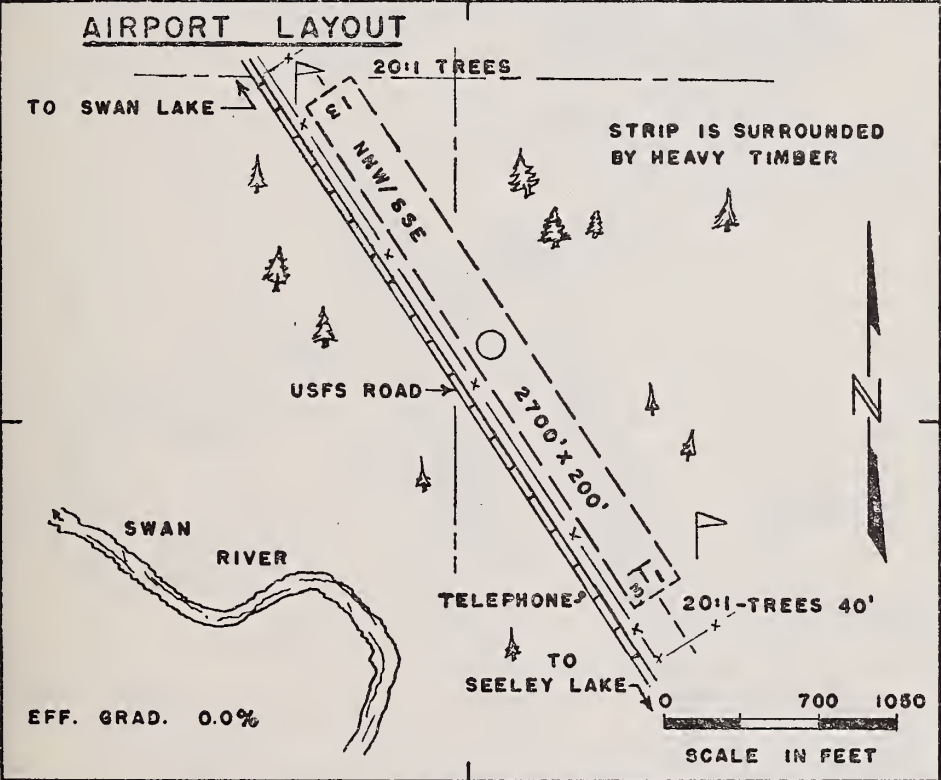 AIRPORT LAYOUT
20:1 TREES
TO SWAN LAKE
13
STRIP IS SURROUNDED
BY HEAVY TIMBER
NNW/SSE
N
USFS ROAD
2700' X 200'
SWAN
RIVER
31
TELEPHONE
20:1-TREES 40'
TO
SEELEY LAKE
0 700 1050
EFF. GRAD. 0.0%
SCALE IN FEET